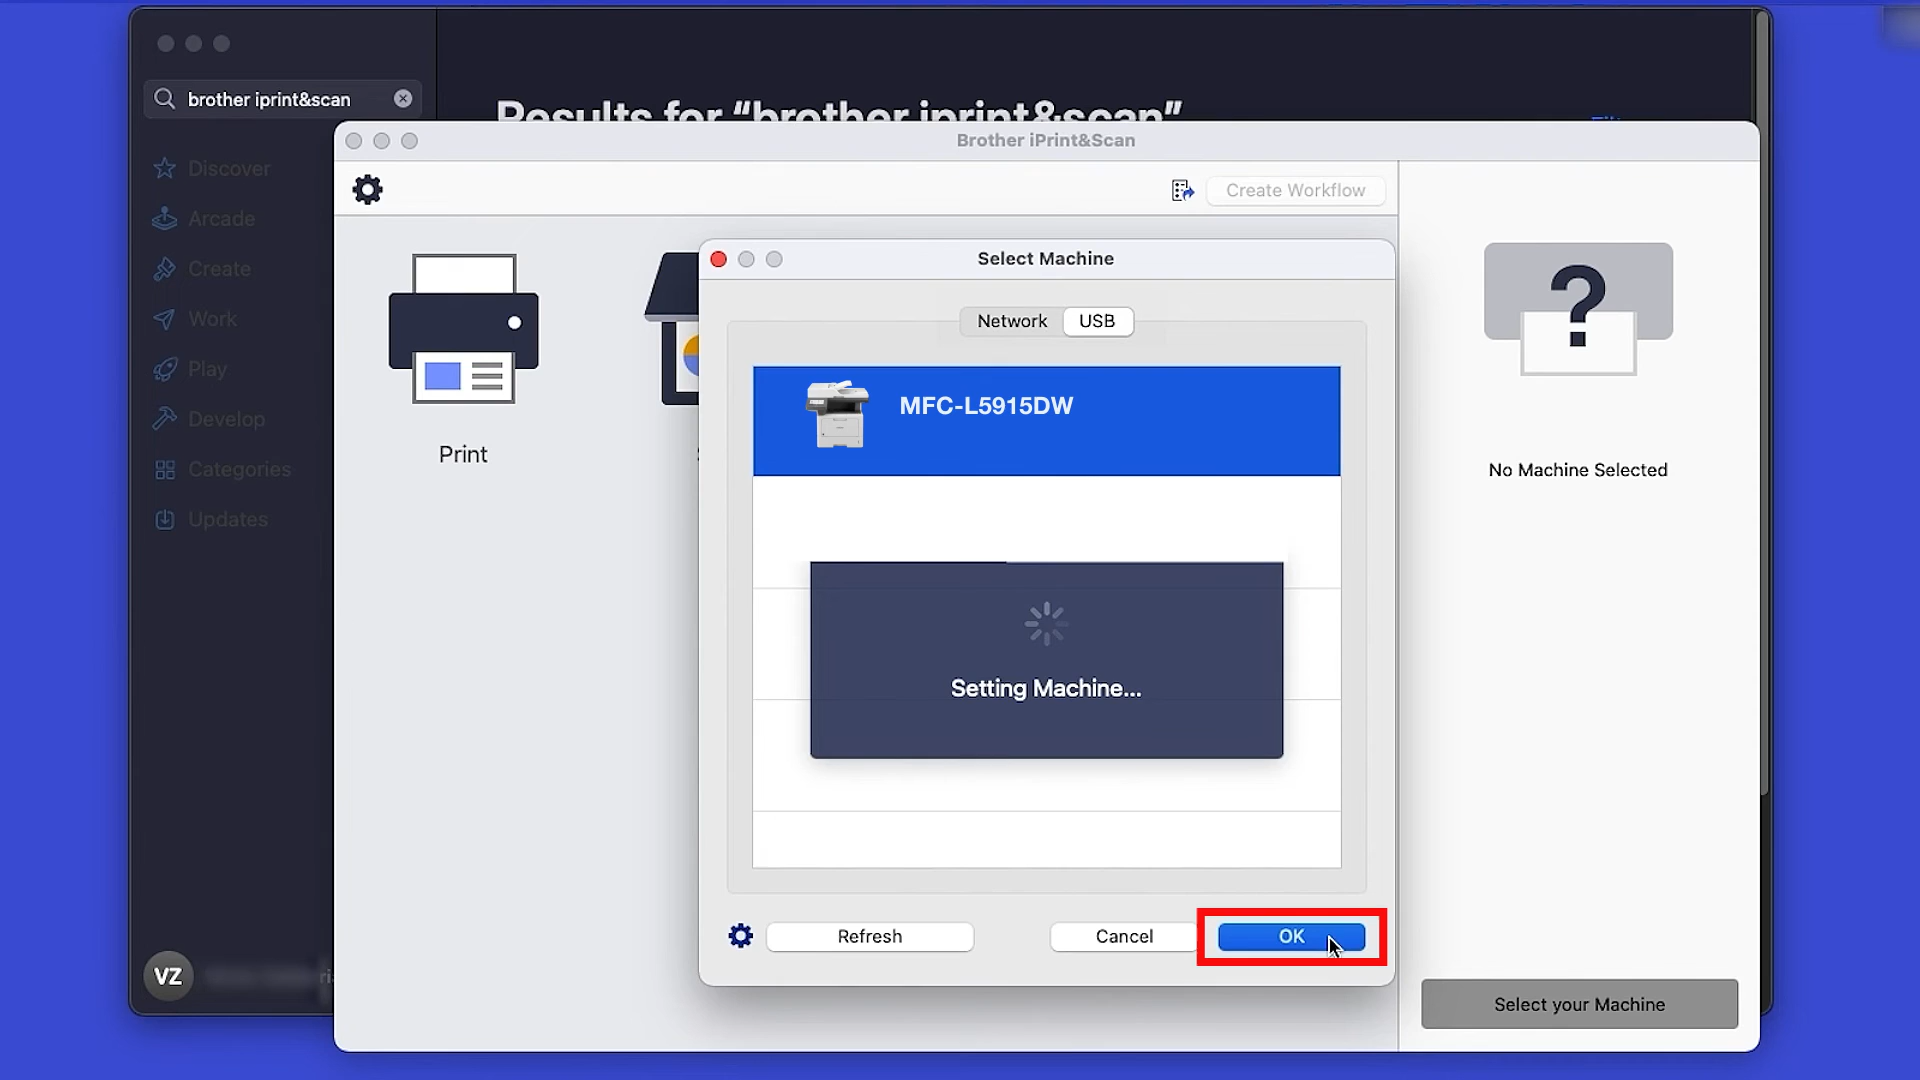 brother iprint&scan
Results for “brother iprint&scan”
Discover
Arcade
Create
Work
Play
Develop
Categories
Updates
VZ
Brother iPrint&Scan
Create Workflow
Print
Select Machine
Network
USB
MFC-L5915DW
Setting Machine...
Refresh
Cancel
OK
?
No Machine Selected
Select your Machine